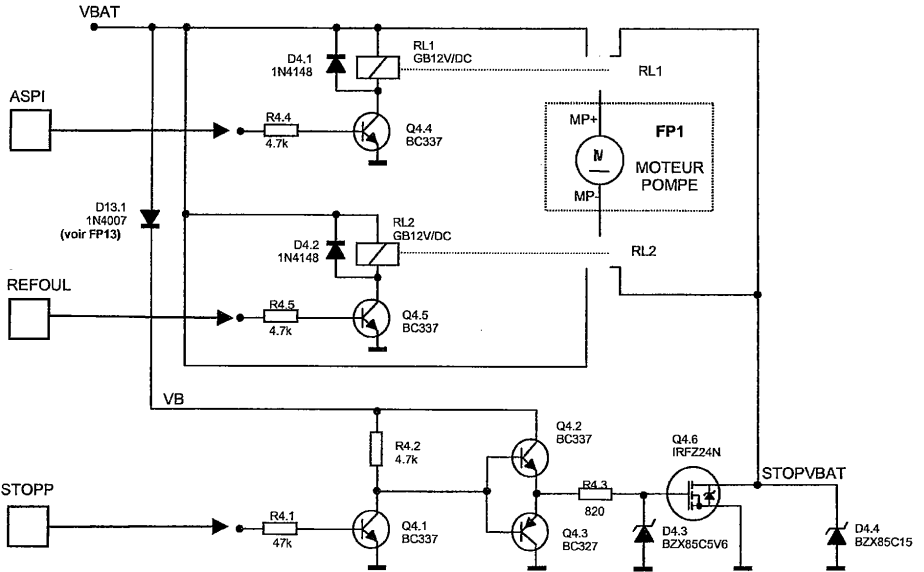 VBAT
D4.1
1N4148
RL1
GB12V/DC
RL1
ASPI
R4.4
4.7k
Q4.4
BC337
MP+
FP1
M
MOTEUR
POMPE
MP-
D13.1
1N4007
(voir FP13)
RL2
GB12V/DC
D4.2
1N4148
RL2
REFOUL
R4.5
4.7k
Q4.5
BC337
VB
R4.2
4.7k
Q4.2
BC337
Q4.6
IRFZ24N
STOPVBAT
STOPP
R4.3
820
R4.1
47k
Q4.1
BC337
Q4.3
BC327
D4.3
BZX85C5V6
D4.4
BZX85C15